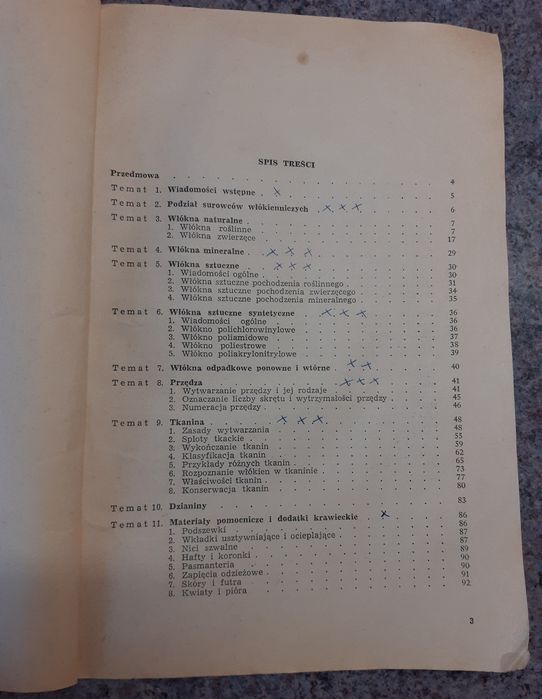 SPIS TREŚCI
Przedmowa . . . . . . . . . . 4
Temat 1. Wiadomości wstępne . x . . . . . . 5
Temat 2. Podział surowców włókienniczych x x x . . . . 6
Temat 3. Włókna naturalne . . . . . . . . 7
1. Włókna roślinne . . . . . . . . 7
2. Włókna zwierzęce . . . . . . . . 17
Temat 4. Włókna mineralne . x x x . . . . . 29
Temat 5. Włókna sztuczne x x x . . . . . 30
1. Wiadomości ogólne . . . . . . . . 30
2. Włókna sztuczne pochodzenia roślinnego . . . . 31
3. Włókna sztuczne pochodzenia zwierzęcego . . . . 34
4. Włókna sztuczne pochodzenia mineralnego . . . . 35
Temat 6. Włókna sztuczne syntetyczne x x x . . . . 36
1. Wiadomości ogólne . . . . . . . . 36
2. Włókno polichlorowinylowe . . . . . . 36
3. Włókno poliamidowe . . . . . . . 37
4. Włókno poliestrowe . . . . . . . 38
5. Włókno poliakrylonitrylowe . . . . . . 39
Temat 7. Włókna odpadkowe ponowne i wtórne . x x . . . 40
Temat 8. Przędza . . . . x x x . . . . 41
1. Wytwarzanie przędzy i jej rodzaje . . . . . 41
2. Oznaczanie liczby skrętu i wytrzymałości przędzy . . . 45
3. Numeracja przędzy . . . . . . . . 46
Temat 9. Tkanina . . . . x x x . . . . 48
1. Zasady wytwarzania . . . . . . . 48
2. Sploty tkackie . . . . . . . . 55
3. Wykończanie tkanin . . . . . . . 59
4. Klasyfikacja tkanin . . . . . . . 62
5. Przykłady różnych tkanin . . . . . . 65
6. Rozpoznanie włókien w tkaninie . . . . . 73
7. Właściwości tkanin . . . . . . . 77
8. Konserwacja tkanin . . . . . . . 80
Temat 10. Dzianiny . . . . . . . . . 83
Temat 11. Materiały pomocnicze i dodatki krawieckie . x . . . 86
1. Podszewki . . . . . . . . . 86
2. Wkładki usztywniające i ocieplające . . . . . 87
3. Nici szwalne . . . . . . . . 87
4. Hafty i koronki . . . . . . . . 89
5. Pasmanteria . . . . . . . . 90
6. Zapięcia odzieżowe . . . . . . . 90
7. Skóry i futra . . . . . . . . 91
8. Kwiaty i pióra . . . . . . . . 92
3